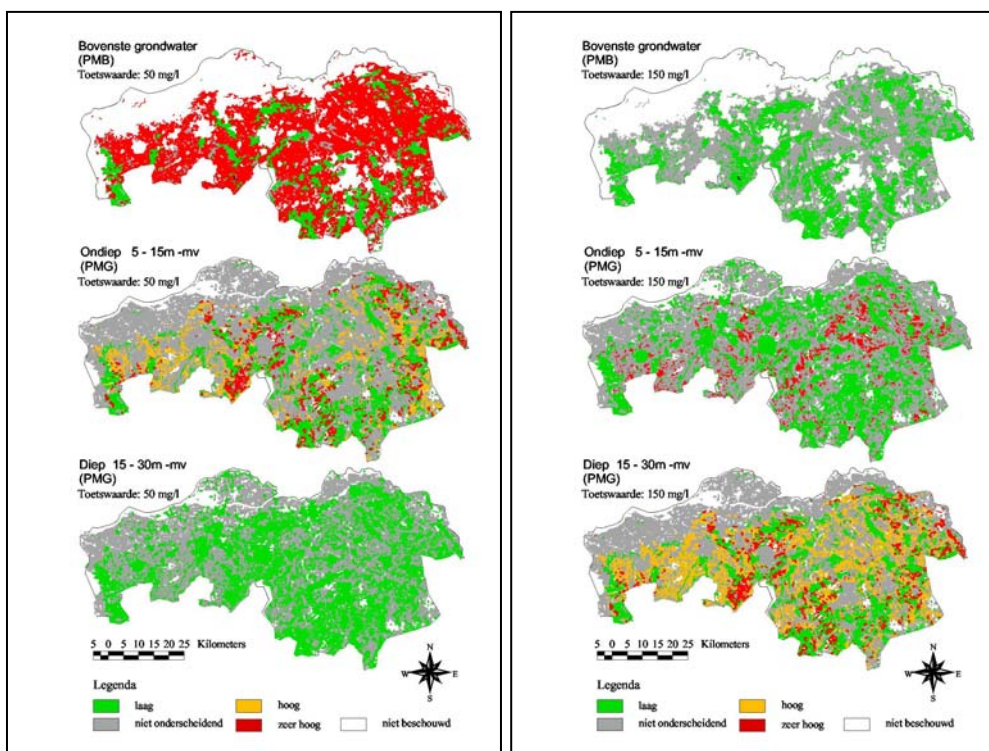 Bovenste grondwater
(PMB)
Toetswaarde: 50 mg/l
Ondiep 5 - 15m -mv
(PMG)
Toetswaarde: 50 mg/l
Diep 15 - 30m -mv
(PMG)
Toetswaarde: 50 mg/l
5 0 5 10 15 20 25 Kilometers
N
W E
S
Legenda
laag hoog
niet onderscheidend zeer hoog niet beschouwd
Bovenste grondwater
(PMB)
Toetswaarde: 150 mg/l
Ondiep 5 - 15m -mv
(PMG)
Toetswaarde: 150 mg/l
Diep 15 - 30m -mv
(PMG)
Toetswaarde: 150 mg/l
5 0 5 10 15 20 25 Kilometers
N
W E
S
Legenda
laag hoog
niet onderscheidend zeer hoog niet beschouwd